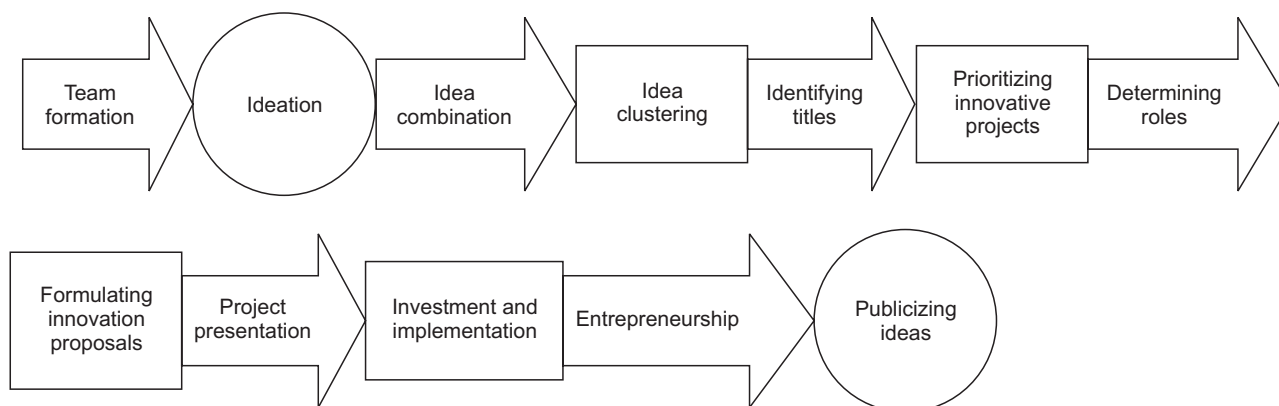 Team
formation
Ideation
Idea
combination
Idea
clustering
Identifying
titles
Prioritizing
innovative
projects
Determining
roles
Formulating
innovation
proposals
Project
presentation
Investment and
implementation
Entrepreneurship
Publicizing
ideas